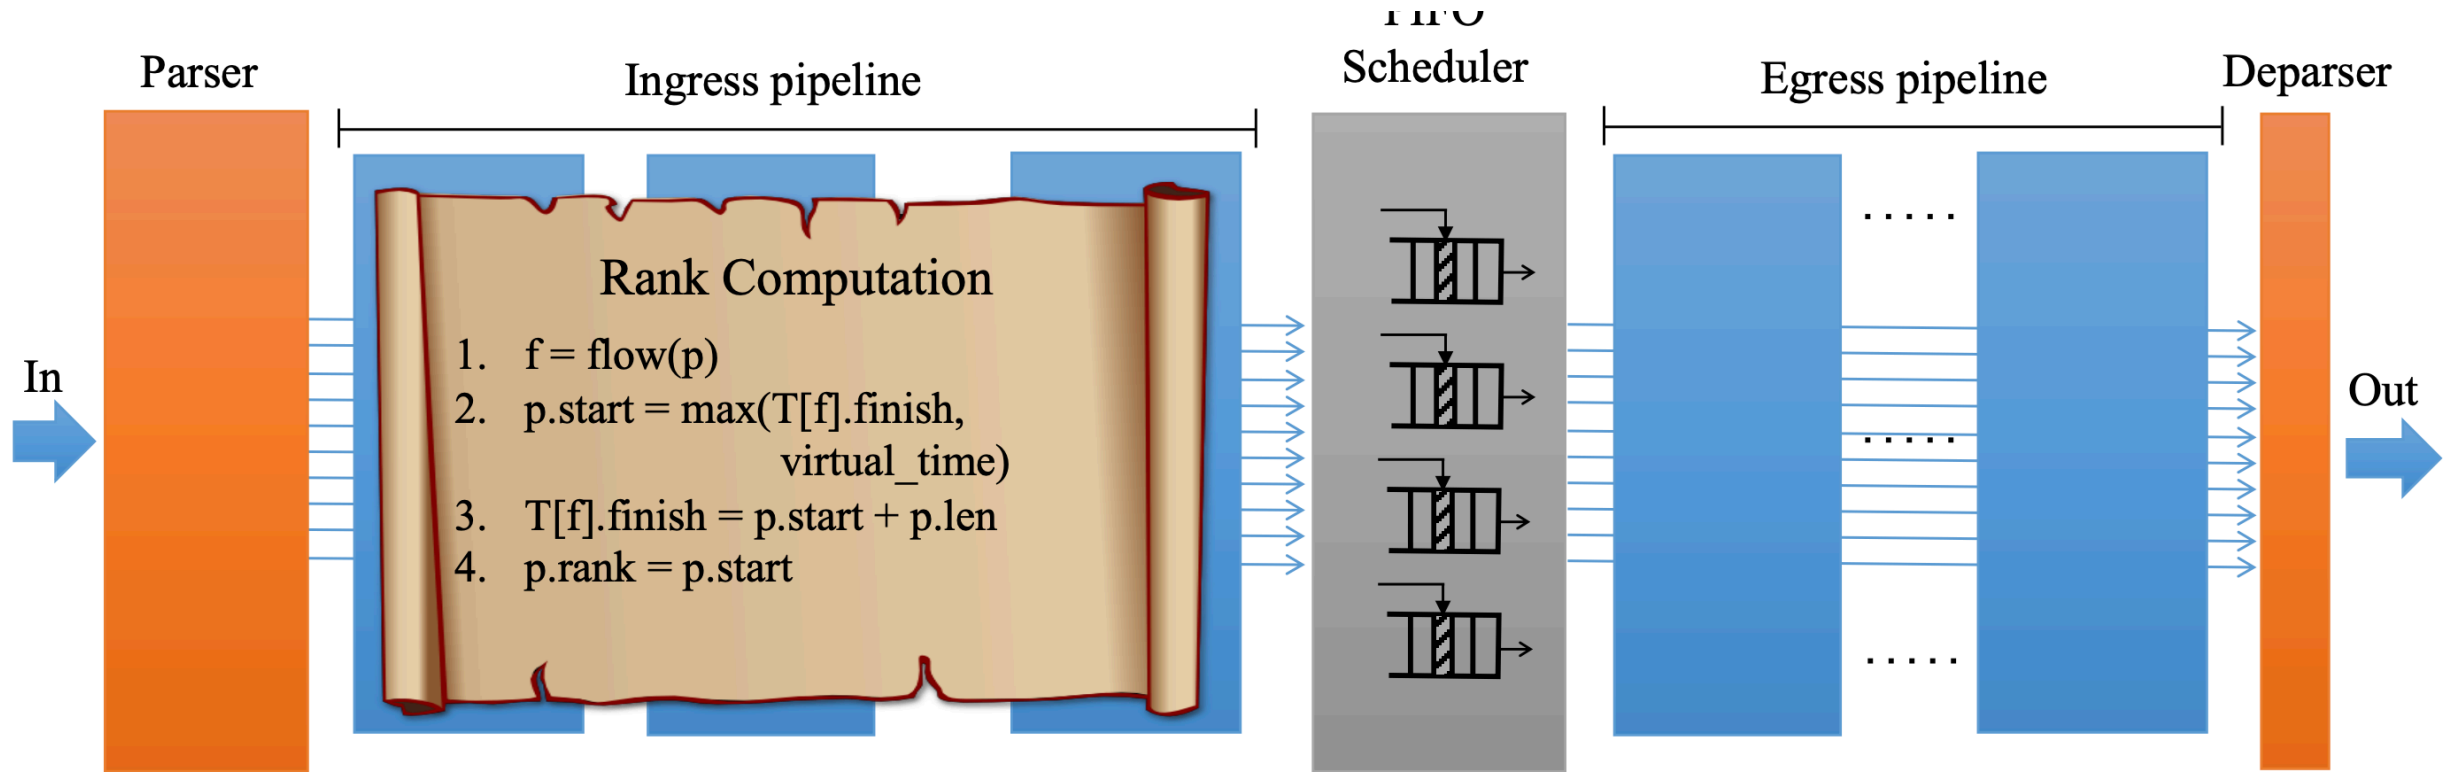 Parser
Ingress pipeline
Scheduler
Egress pipeline
Deparser
In
Rank Computation
1. f = flow(p)
2. p.start = max(T[f].finish,
virtual_time)
3. T[f].finish = p.start + p.len
4. p.rank = p.start
Out